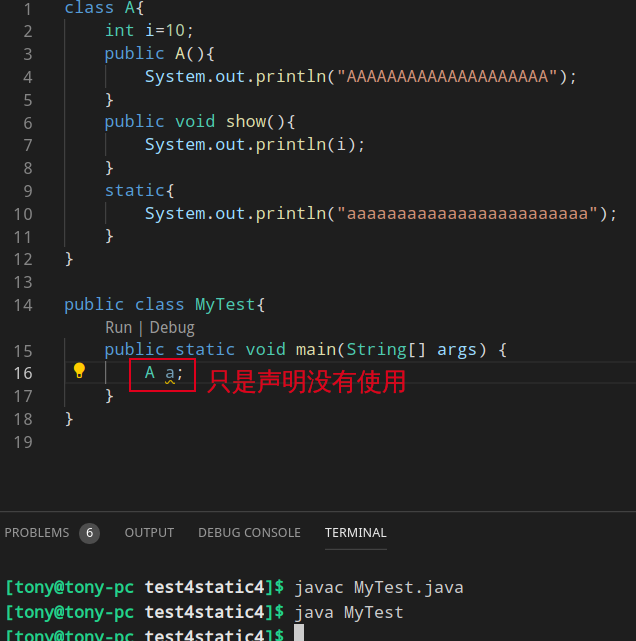 1 class A{
2 int i=10;
3 public A(){
4 System.out.println("AAAAAAAAAAAAAAAAAAAA");
5 }
6 public void show(){
7 System.out.println(i);
8 }
9 static{
10 System.out.println("aaaaaaaaaaaaaaaaaaaaaaaa");
11 }
12 }
13
14 public class MyTest{
Run | Debug
15 public static void main(String[] args) {
16 A a; 只是声明没有使用
17 }
18 }
19
PROBLEMS 6 OUTPUT DEBUG CONSOLE TERMINAL
[tony@tony-pc test4static4]$ javac MyTest.java
[tony@tony-pc test4static4]$ java MyTest
[tony@tony-pc test4static4]$